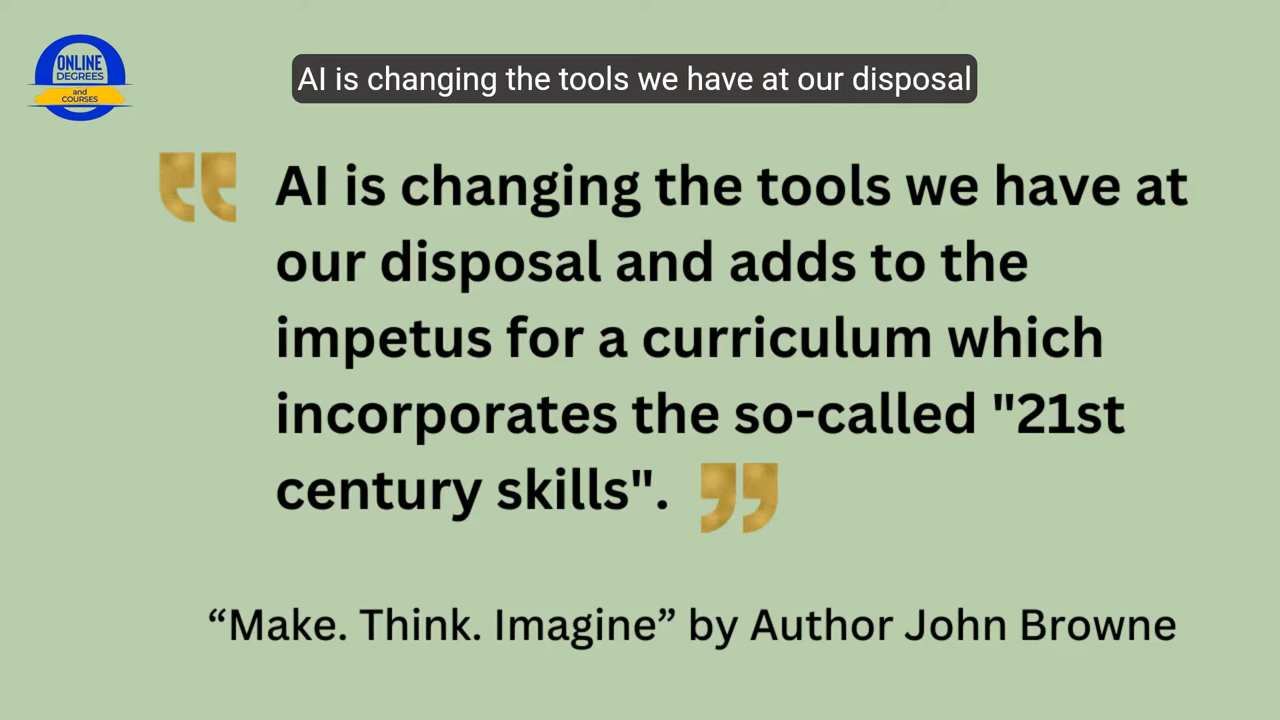 ONLINE
DEGREES
and
COURSES
AI is changing the tools we have at our disposal
“AI is changing the tools we have at
our disposal and adds to the
impetus for a curriculum which
incorporates the so-called "21st
century skills".”
“Make. Think. Imagine” by Author John Browne